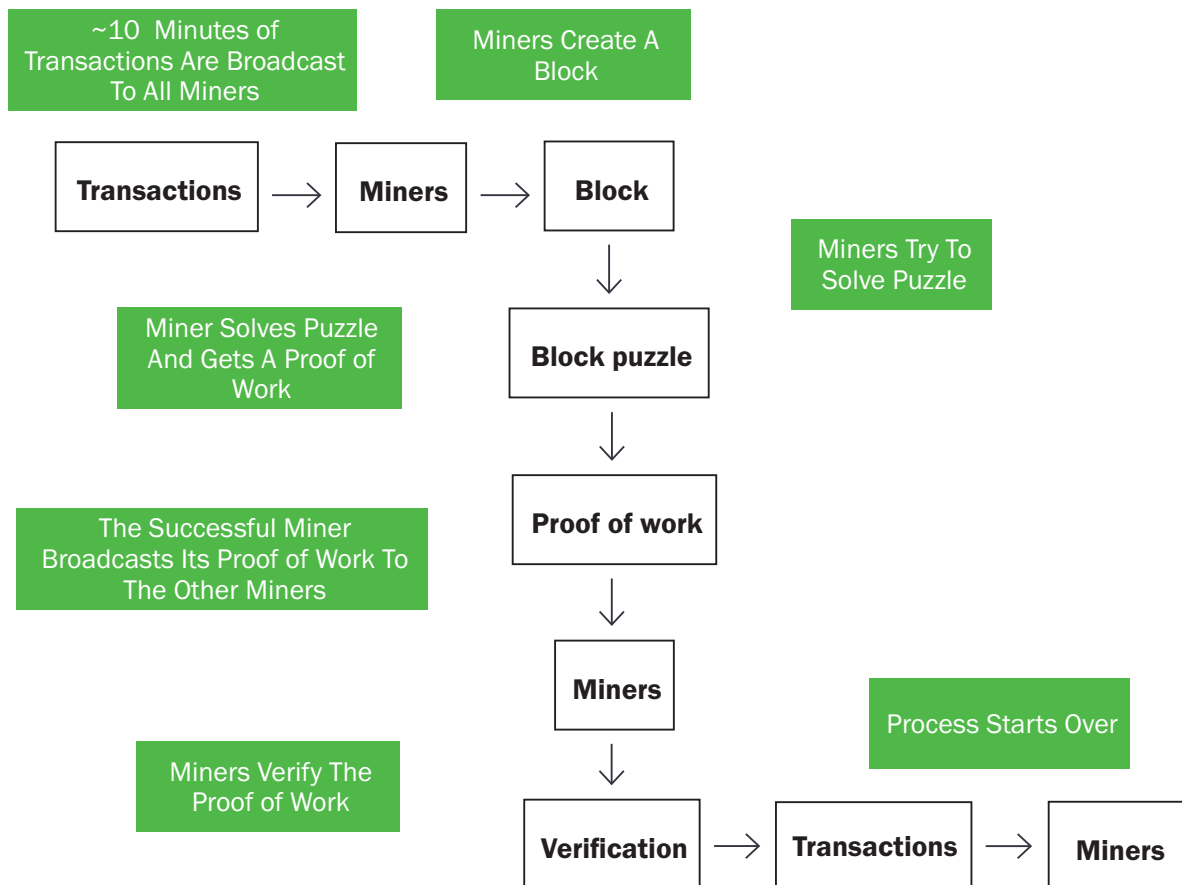 ~10 Minutes of
Transactions Are Broadcast
To All Miners
Miners Create A
Block
Transactions
Miners
Block
Miners Try To
Solve Puzzle
Miner Solves Puzzle
And Gets A Proof of
Work
Block puzzle
Proof of work
The Successful Miner
Broadcasts Its Proof of Work To
The Other Miners
Miners
Process Starts Over
Miners Verify The
Proof of Work
Verification
Transactions
Miners